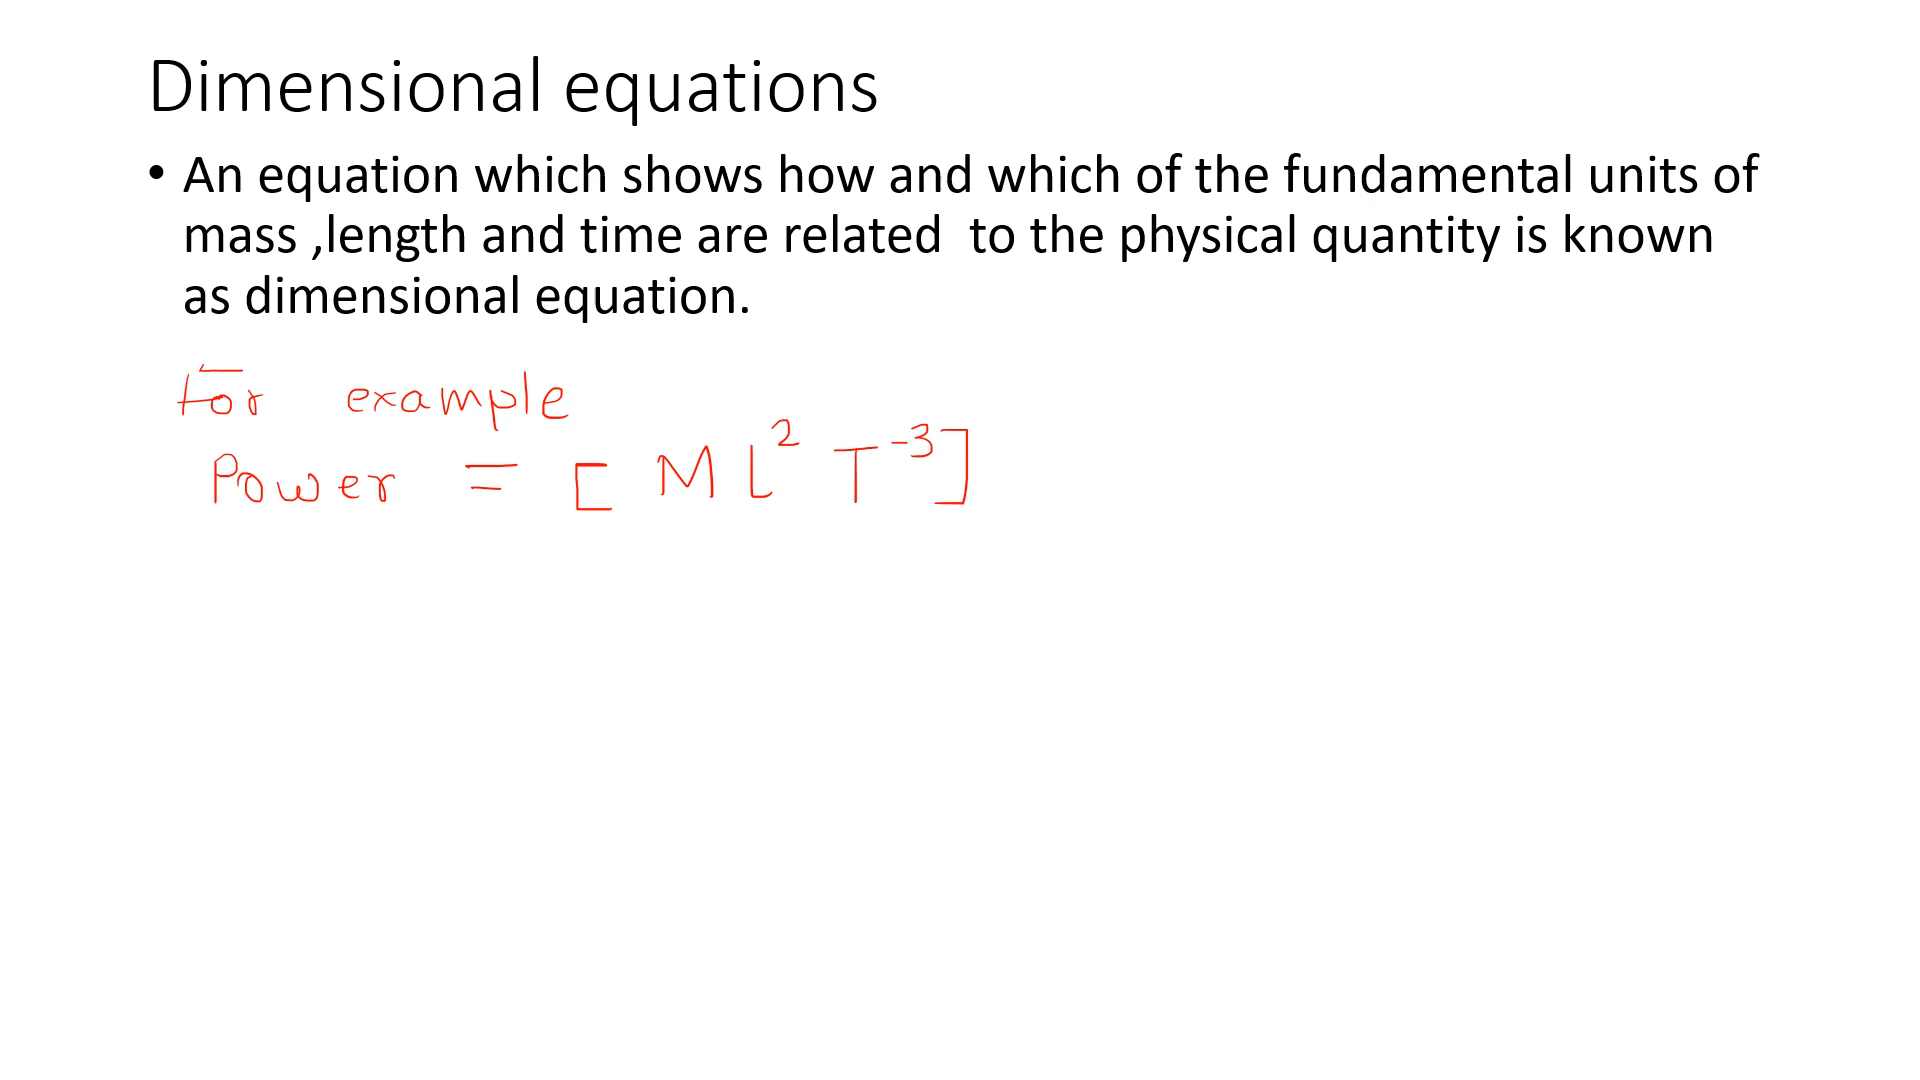 Dimensional equations
• An equation which shows how and which of the fundamental units of
mass ,length and time are related  to the physical quantity is known
as dimensional equation.
For example
Power = [ M L² T⁻³]